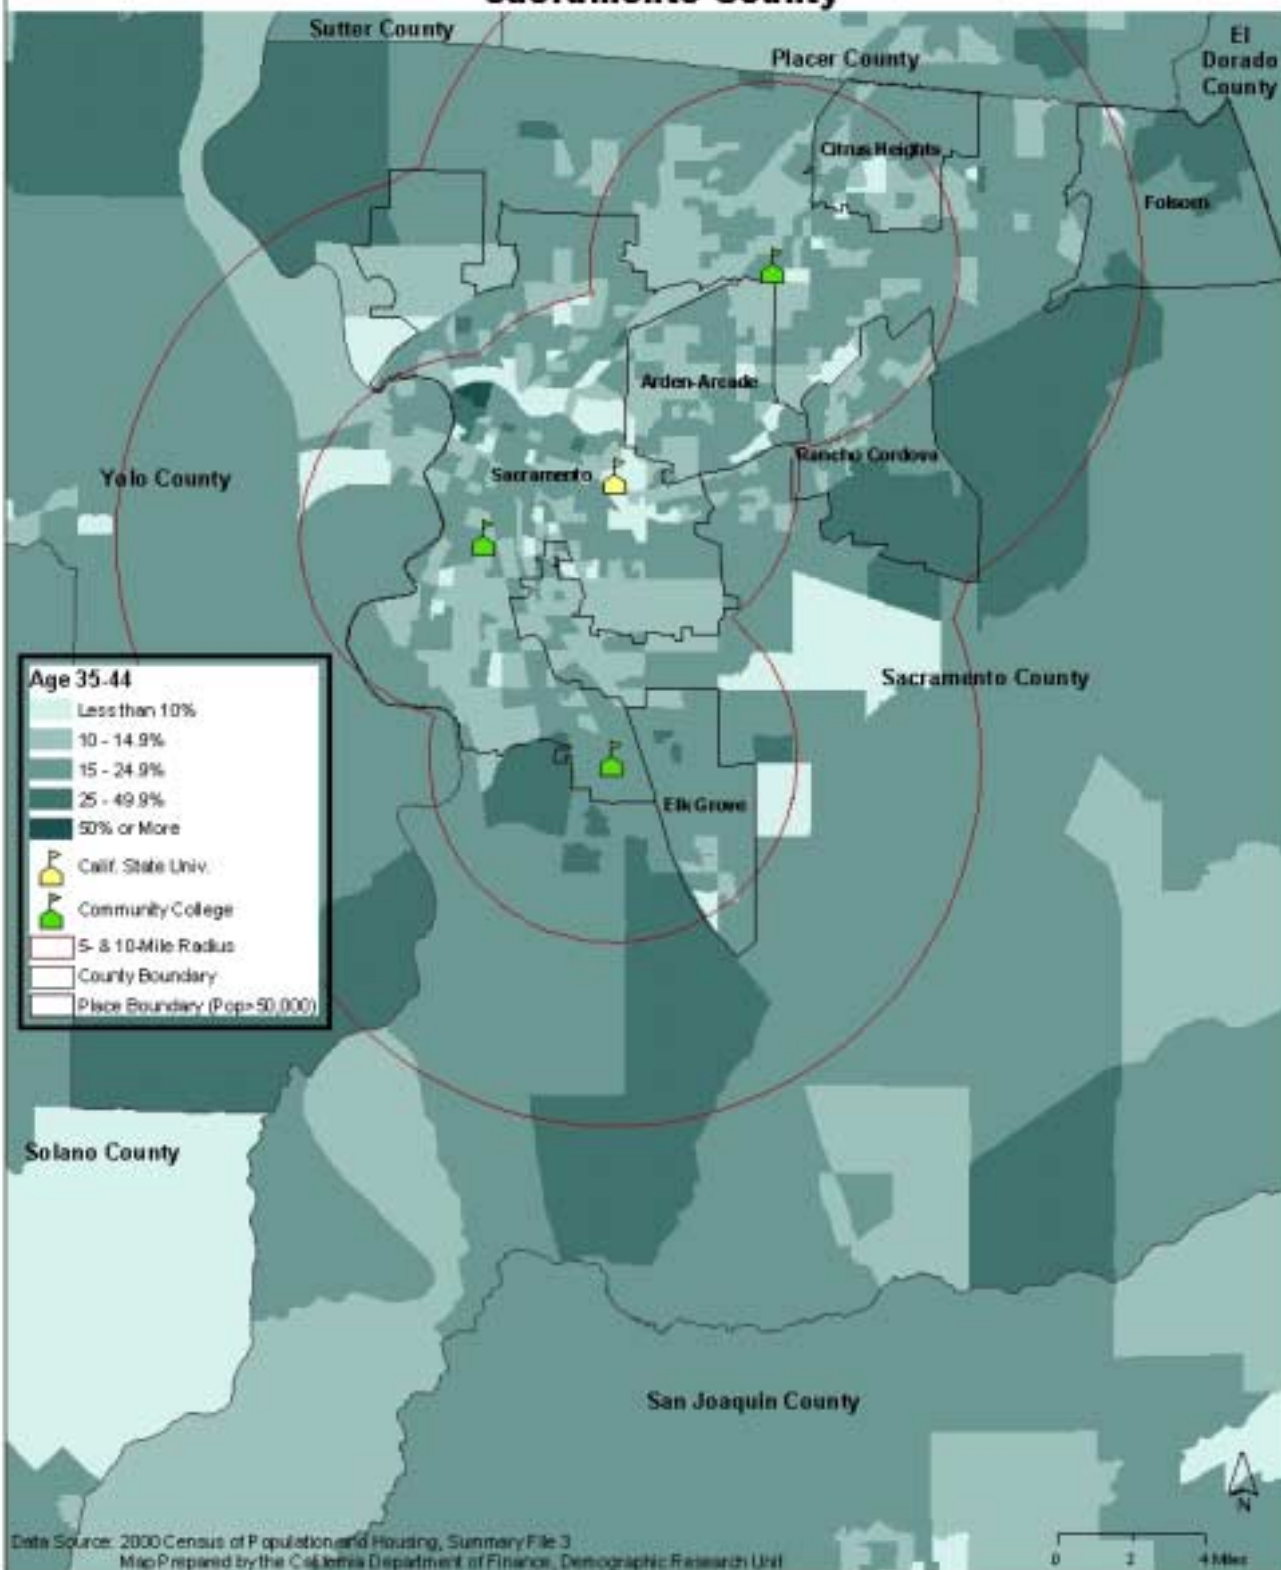 Sacramento County
Sutter County
Placer County
El
Dorado
County
Citrus Heights
Folsom
Arden-Arcade
Rancho Cordova
Yolo County
Sacramento
Sacramento County
Elk Grove
Age 35-44
Less than 10%
10 - 14.9%
15 - 24.9%
25 - 49.9%
50% or More
Calif. State Univ.
Community College
5- & 10-Mile Radius
County Boundary
Place Boundary (Pop>50,000)
Solano County
San Joaquin County
N
Data Source: 2000 Census of Population and Housing, Summary File 3
Map Prepared by the California Department of Finance, Demographic Research Unit
0 2 4 Miles